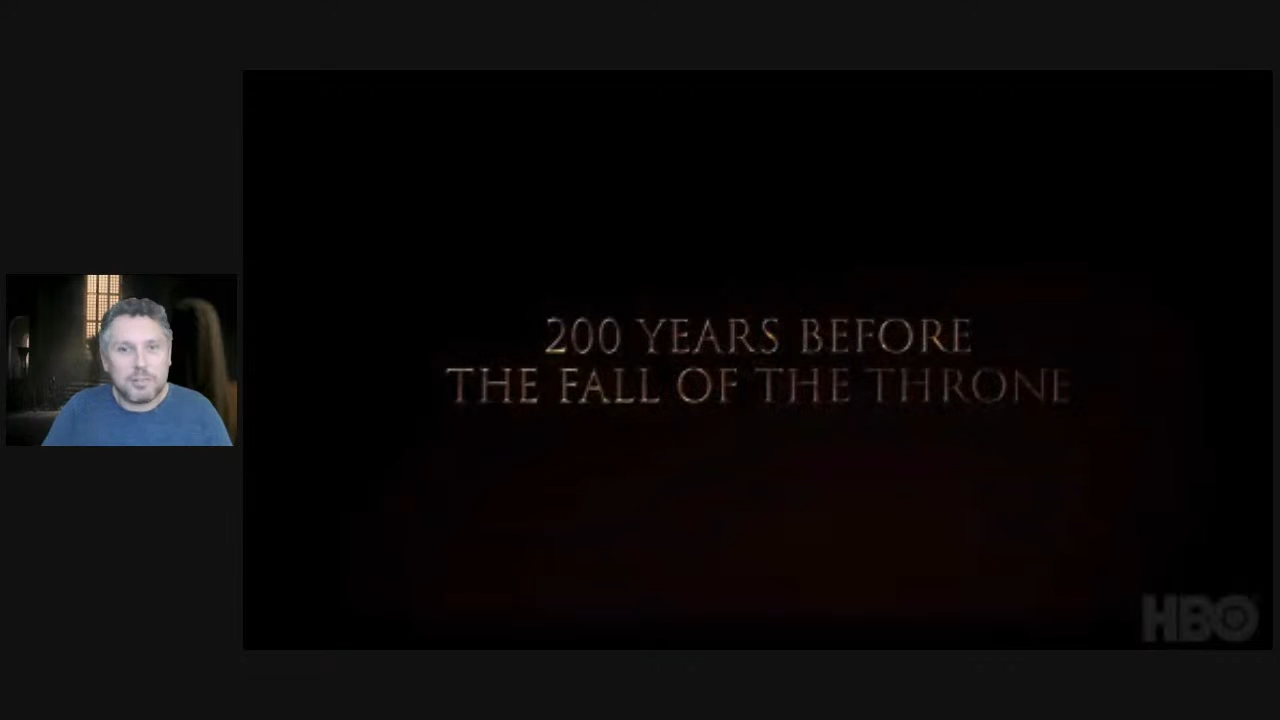 200 YEARS BEFORE
THE FALL OF THE THRONE
HBO